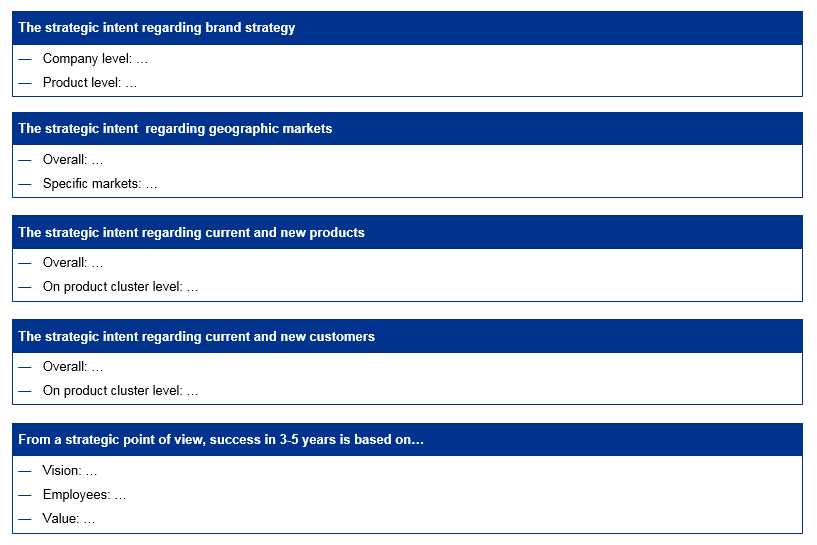 The strategic intent regarding brand strategy
— Company level: …
— Product level: …
The strategic intent  regarding geographic markets
— Overall: …
— Specific markets: …
The strategic intent regarding current and new products
— Overall: …
— On product cluster level: …
The strategic intent regarding current and new customers
— Overall: …
— On product cluster level: …
From a strategic point of view, success in 3-5 years is based on…
— Vision: …
— Employees: …
— Value: …